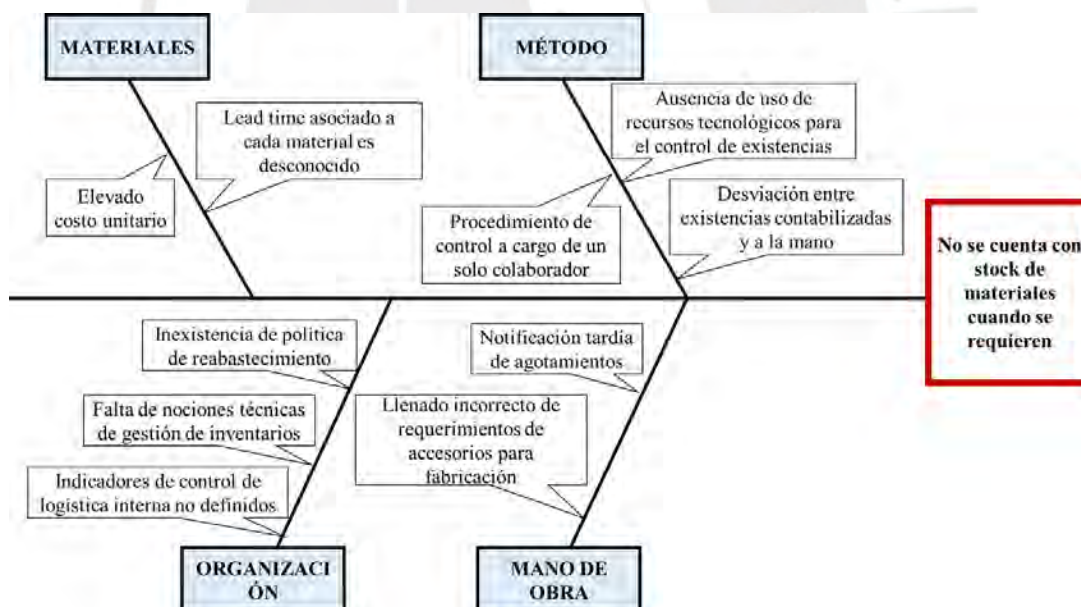 MATERIALES
MÉTODO
Lead time asociado a
cada material es
desconocido
Elevado
costo unitario
Ausencia de uso de
recursos tecnológicos para
el control de existencias
Procedimiento de
control a cargo de un
solo colaborador
Desviación entre
existencias contabilizadas
y a la mano
No se cuenta con
stock de
materiales
cuando se
requieren
Inexistencia de política
de reabastecimiento
Falta de nociones técnicas
de gestión de inventarios
Indicadores de control de
logística interna no definidos
Notificación tardía
de agotamientos
Llenado incorrecto de
requerimientos de
accesorios para
fabricación
ORGANIZACI
ÓN
MANO DE
OBRA